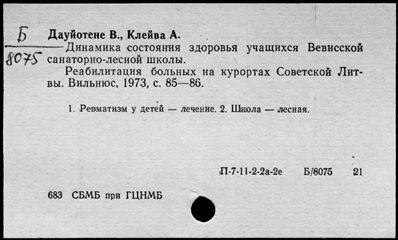 Б
8075
Дауйотене В., Клейва А.
Динамика состояния здоровья учащихся Вевисской
санаторно-лесной школы.
Реабилитация больных на курортах Советской Лит-
вы. Вильнюс, 1973, с. 85—86.
1. Ревматизм у детей — лечение. 2. Школа — лесная.
П-7-11-2-2а-2е Б/8075 21
683 СБМБ при ГЦНМБ